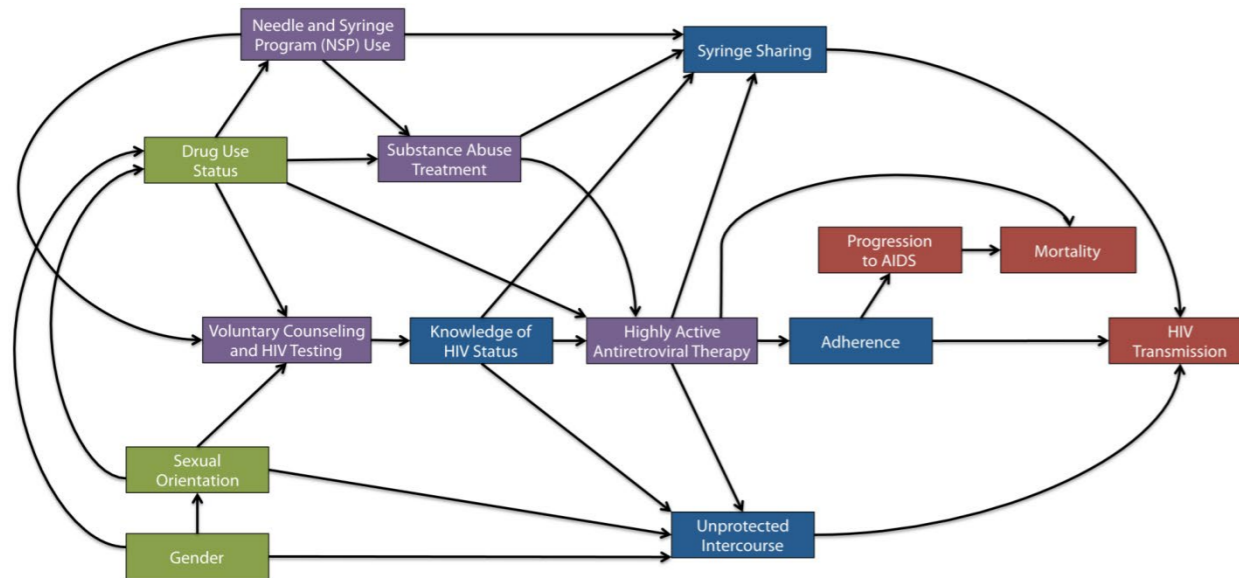 Needle and Syringe
Program (NSP) Use
Syringe Sharing
Drug Use
Status
Substance Abuse
Treatment
Progression
to AIDS
Mortality
Voluntary Counseling
and HIV Testing
Knowledge of
HIV Status
Highly Active
Antiretroviral Therapy
Adherence
HIV
Transmission
Sexual
Orientation
Unprotected
Intercourse
Gender